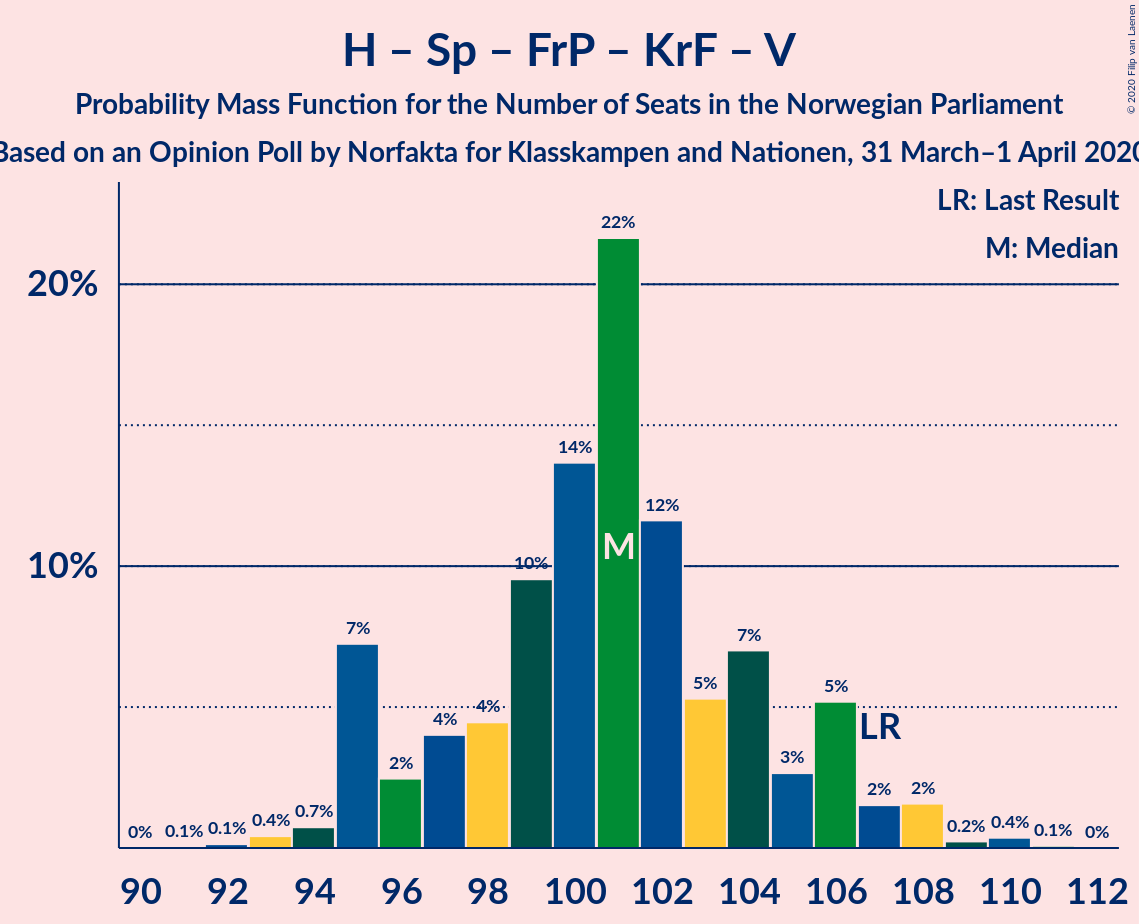 H – Sp – FrP – KrF – V
Probability Mass Function for the Number of Seats in the Norwegian Parliament
Based on an Opinion Poll by Norfakta for Klasskampen and Nationen, 31 March–1 April 2020
© 2020 Filip van Laenen
LR: Last Result
M: Median
20%
10%
0% 0.1% 0.1% 0.4% 0.7% 7% 2% 4% 4% 10% 14% 22% 12% 5% 7% 3% 5% 2% 2% 0.2% 0.4% 0.1% 0%
M
LR
90 92 94 96 98 100 102 104 106 108 110 112